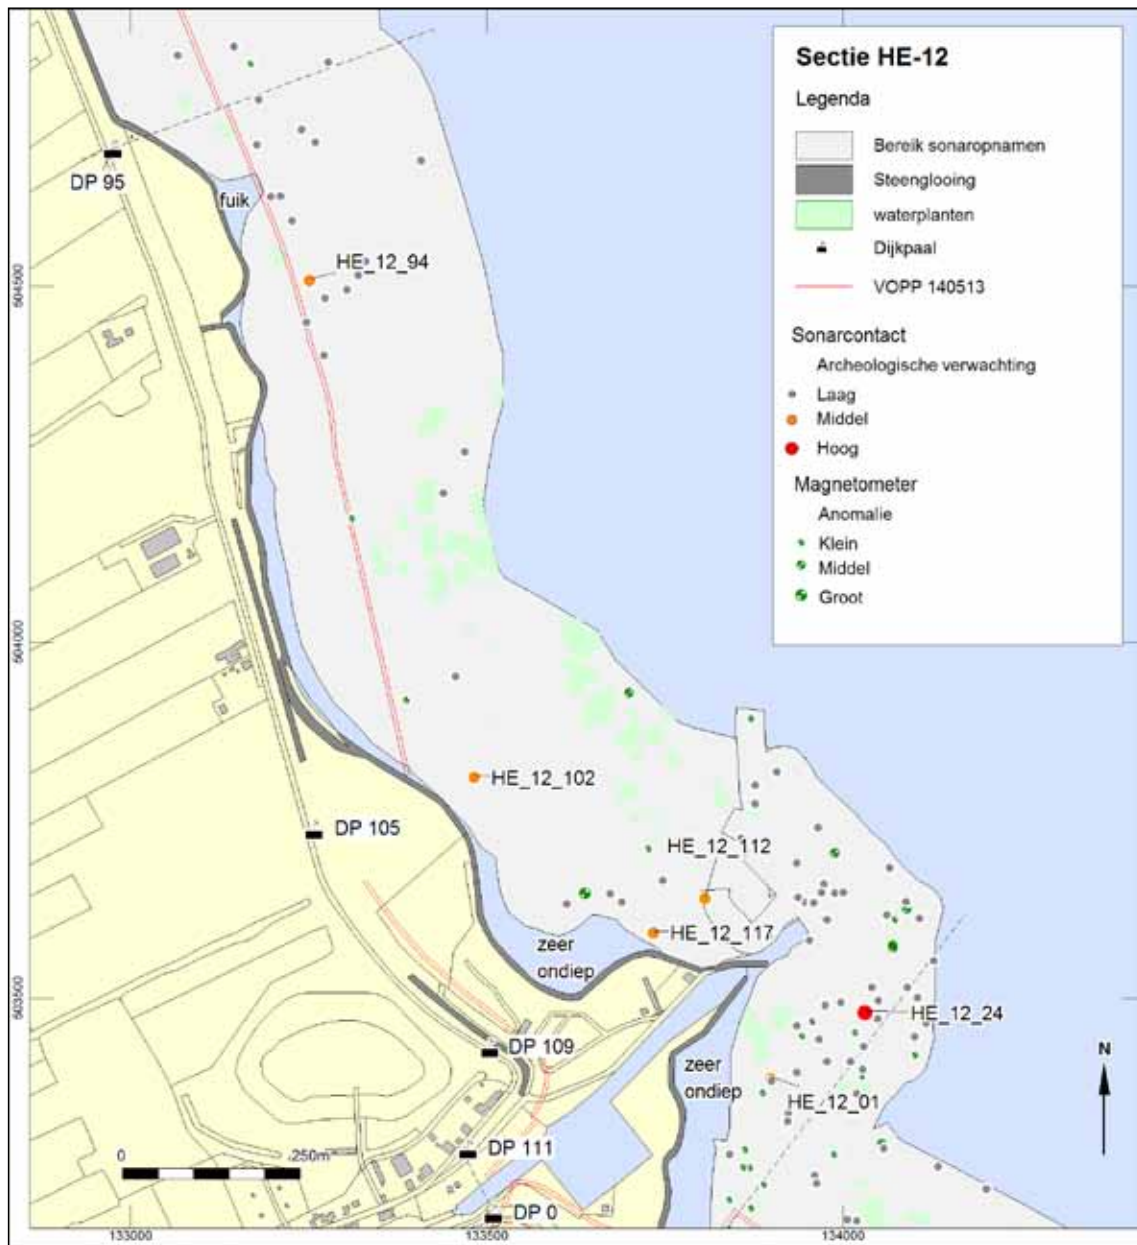 Sectie HE-12
Legenda
Bereik sonaropnamen
Steenglooing
waterplanten
Dijkpaal
VOPP 140513
Sonarcontact
Archeologische verwachting
Laag
Middel
Hoog
Magnetometer
Anomalie
Klein
Middel
Groot
DP 95
fuik
HE_12_94
504500
504000
HE_12_102
DP 105
HE_12_112
HE_12_117
zeer
ondiep
503500
HE_12_24
DP 109
zeer
ondiep
N
HE_12_01
DP 111
0
250m
DP 0
133000
133500
134000